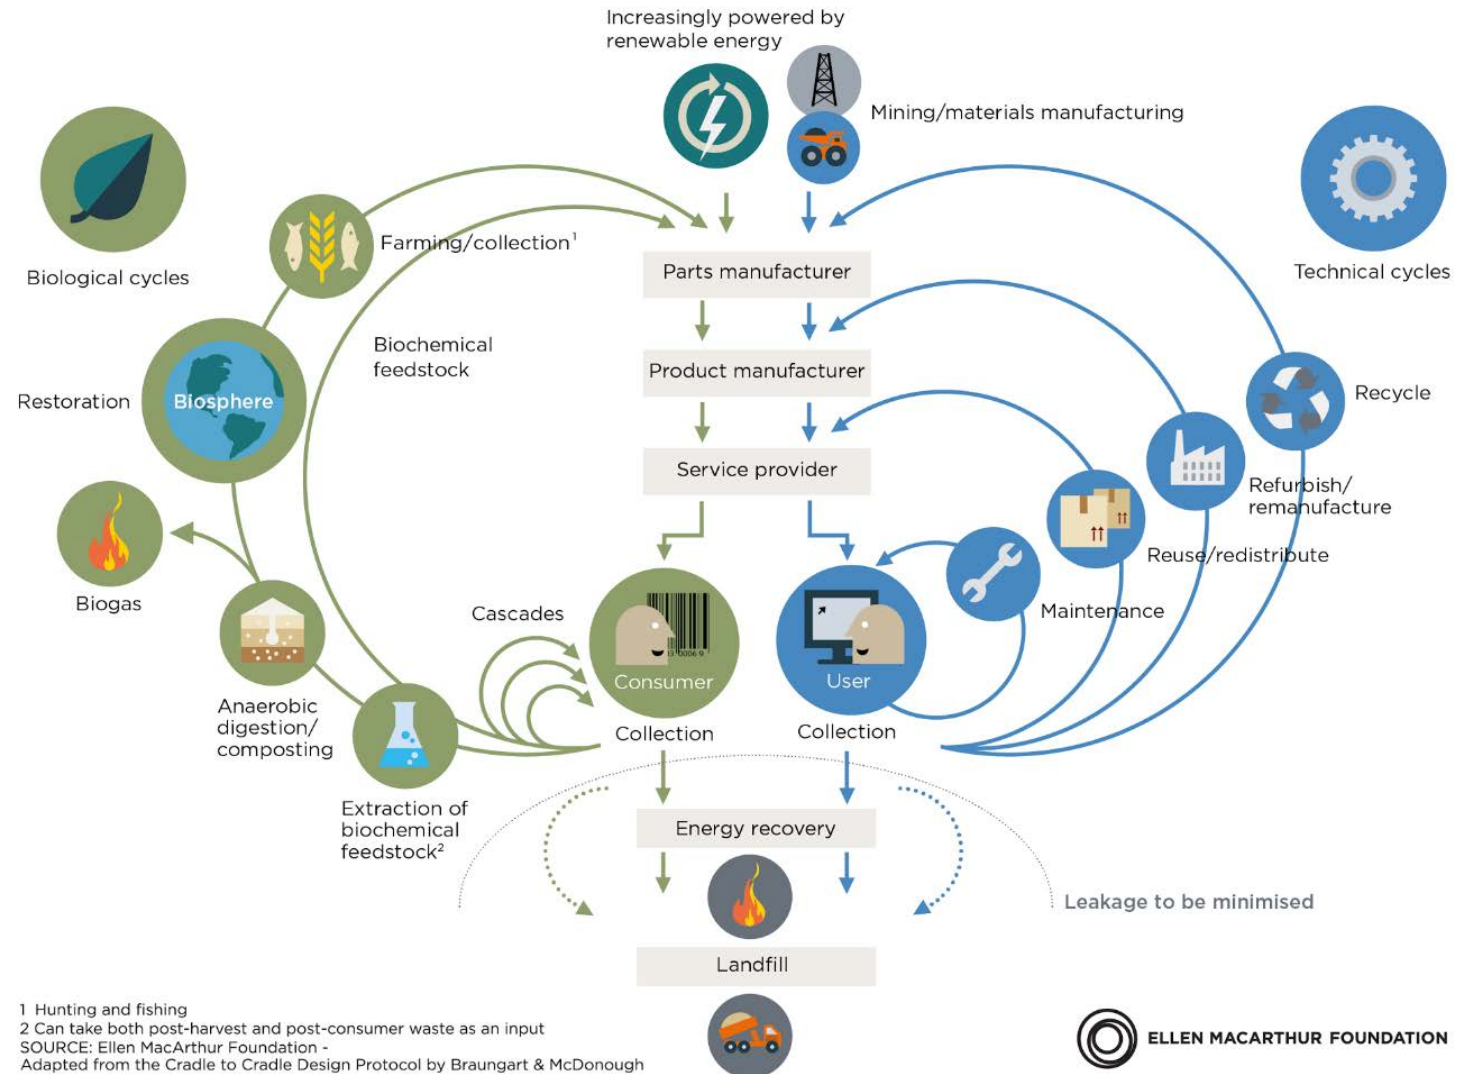 Increasingly powered by
renewable energy
Mining/materials manufacturing
Biological cycles
Farming/collection¹
Technical cycles
Parts manufacturer
Biochemical
feedstock
Product manufacturer
Restoration
Biosphere
Recycle
Service provider
Refurbish/
remanufacture
Reuse/redistribute
Biogas
Cascades
Maintenance
Consumer
User
Anaerobic
digestion/
composting
Collection
Collection
Extraction of
biochemical
feedstock²
Energy recovery
Leakage to be minimised
Landfill
1 Hunting and fishing
2 Can take both post-harvest and post-consumer waste as an input
SOURCE: Ellen MacArthur Foundation -
Adapted from the Cradle to Cradle Design Protocol by Braungart & McDonough
ELLEN MACARTHUR FOUNDATION